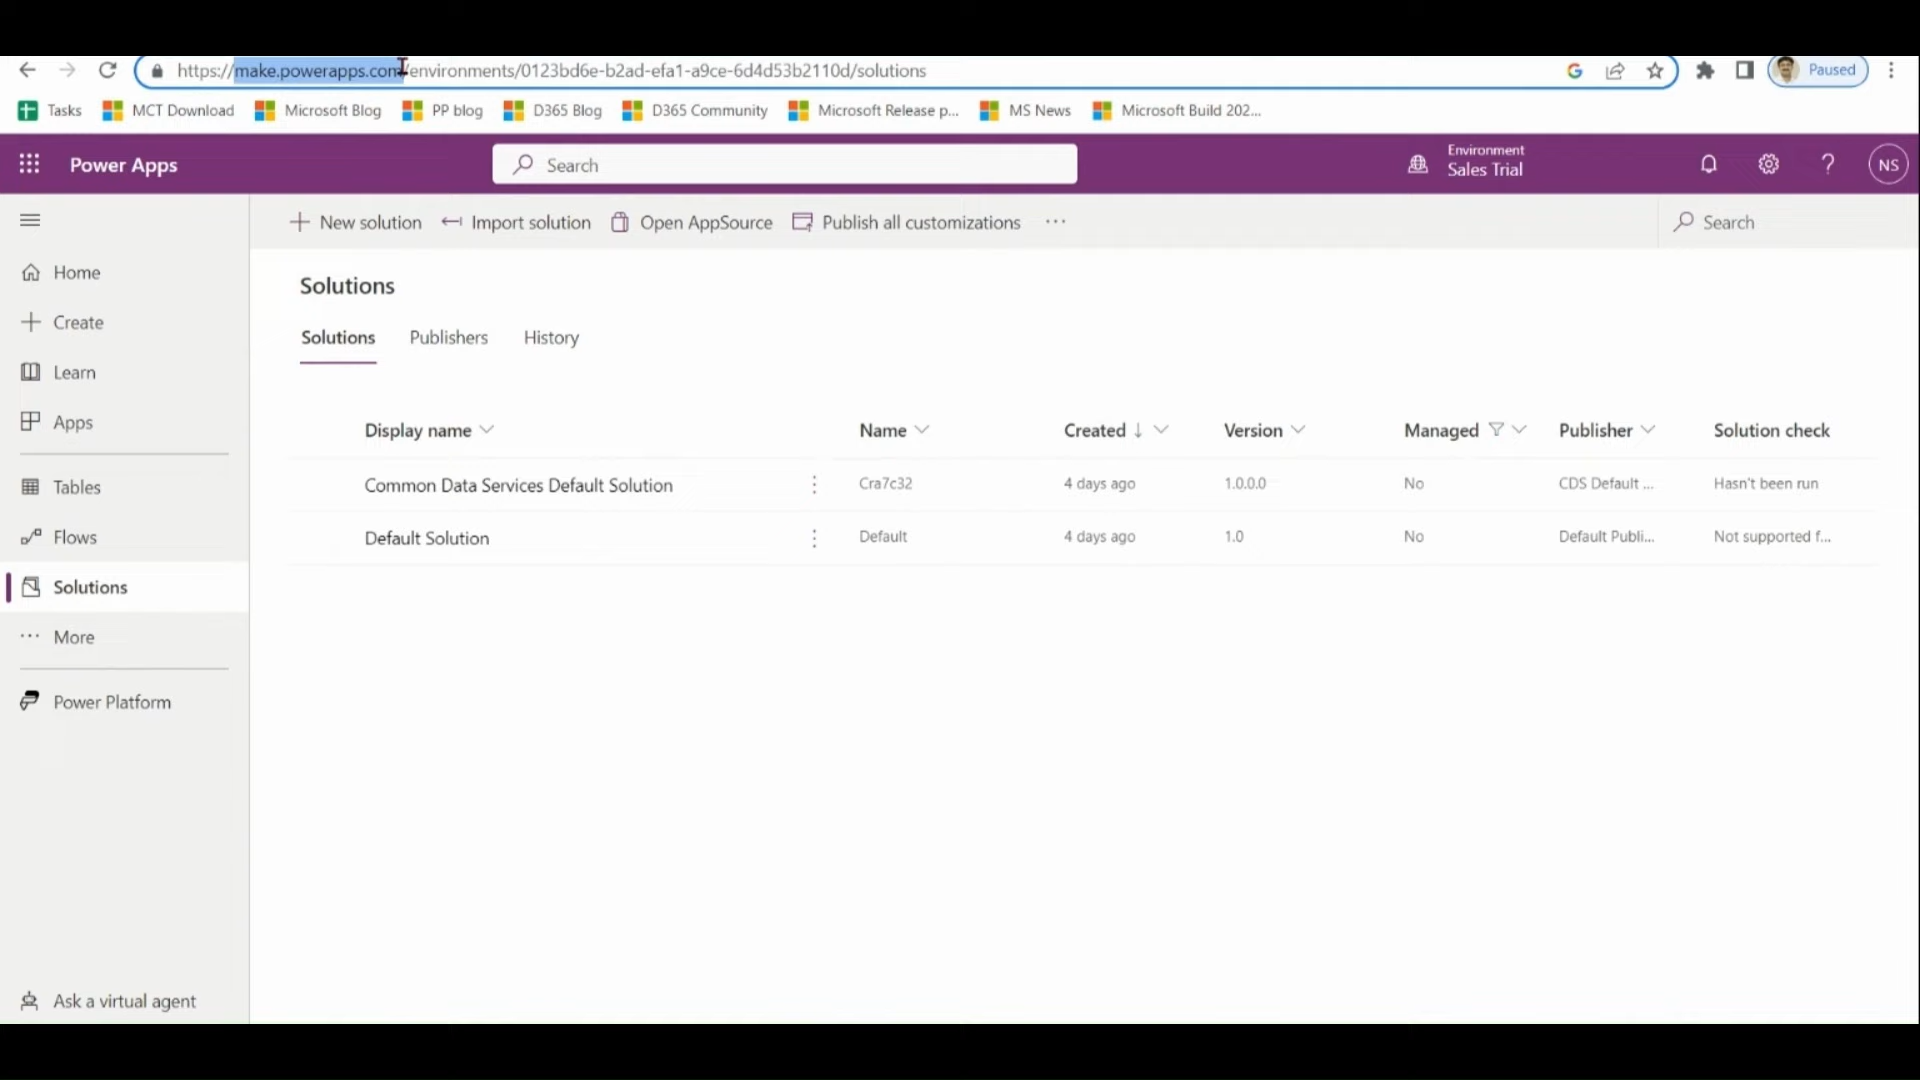 https://make.powerapps.com/environments/0123bd6e-b2ad-efa1-a9ce-6d4d53b2110d/solutions
Paused
Tasks
MCT Download
Microsoft Blog
PP blog
D365 Blog
D365 Community
Microsoft Release p...
MS News
Microsoft Build 202...
Power Apps
Search
Environment
Sales Trial
NS
New solution
Import solution
Open AppSource
Publish all customizations
Search
Home
Create
Learn
Apps
Tables
Flows
Solutions
More
Power Platform
Ask a virtual agent
Solutions
Solutions Publishers History
Display name Name Created Version Managed Publisher Solution check
Common Data Services Default Solution Cra7c32 4 days ago 1.0.0.0 No CDS Default ... Hasn't been run
Default Solution Default 4 days ago 1.0 No Default Publi... Not supported f...